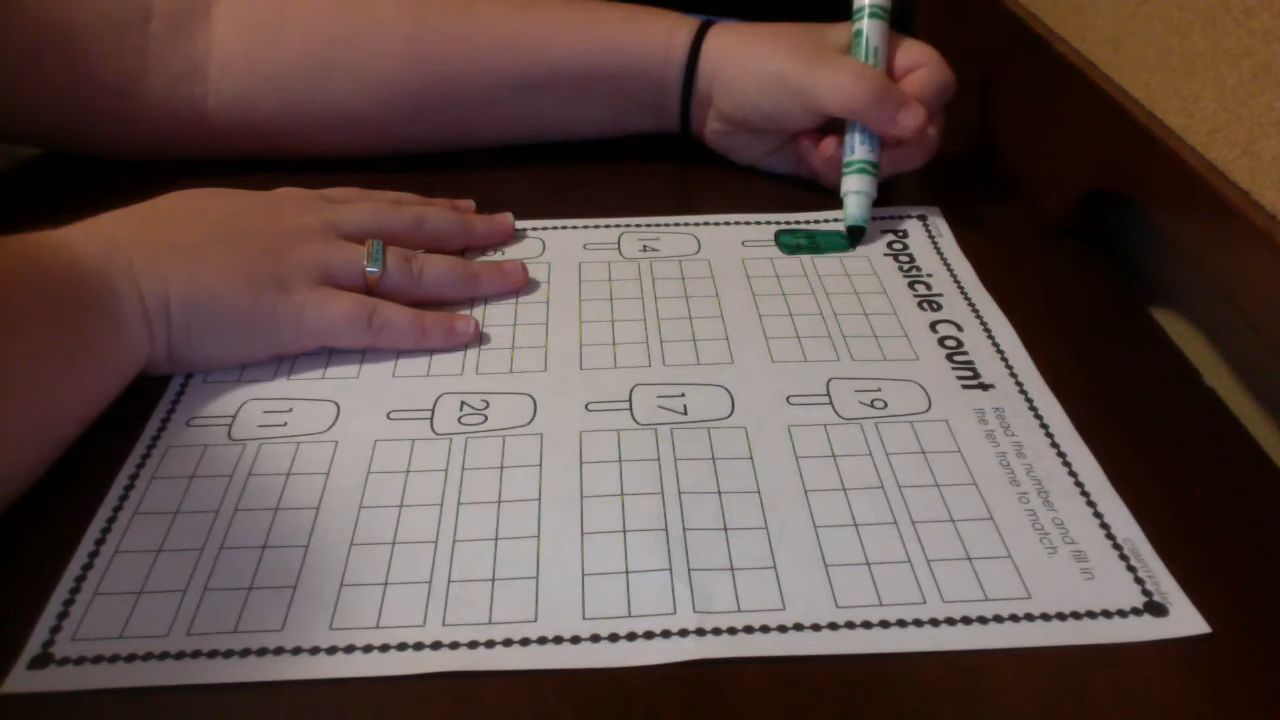 Popsicle Count
Read the number and fill in
the ten frame to match.
19
14
17
20
11